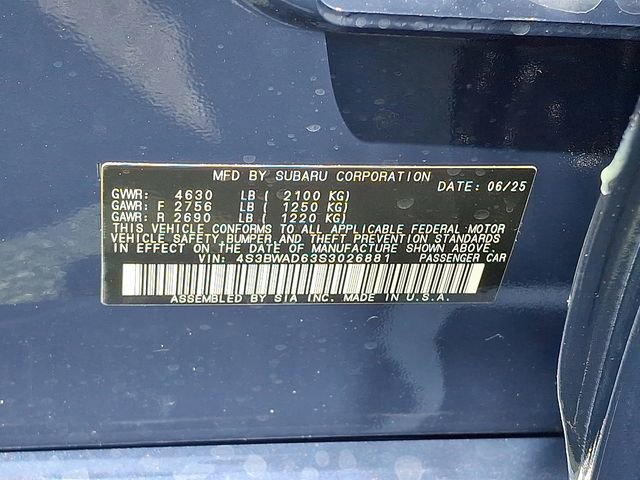 MFD BY SUBARU CORPORATION
DATE: 06/25
GVWR: 4630 LB ( 2100 KG)
GAWR: F 2756 LB ( 1250 KG)
GAWR: R 2690 LB ( 1220 KG)
THIS VEHICLE CONFORMS TO ALL APPLICABLE FEDERAL MOTOR
VEHICLE SAFETY, BUMPER, AND THEFT PREVENTION STANDARDS
IN EFFECT ON THE DATE OF MANUFACTURE SHOWN ABOVE.
VIN: 4S3BWAD63S3026881 PASSENGER CAR
ASSEMBLED BY SIA INC. MADE IN U.S.A.